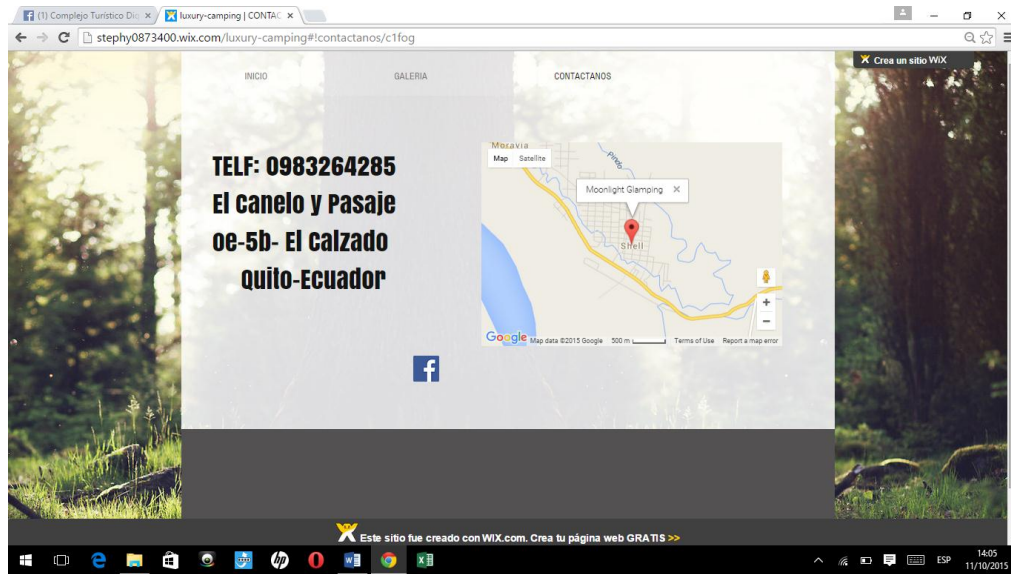 (1) Complejo Turístico Dic
luxury-camping | CONTAC
stephy0873400.wix.com/luxury-camping#!contactanos/c1fog
Crea un sitio WiX
INICIO
GALERIA
CONTACTANOS
TELF: 0983264285
El Canelo y Pasaje
oe-5b- El Calzado
Quito-Ecuador
Moravia
Map
Satellite
Pindo
Moonlight Glamping
Shell
Google
Map data ©2015 Google
500 m
Terms of Use
Report a map error
Este sitio fue creado con WIX.com. Crea tu página web GRATIS >>
ESP
14:05
11/10/2015